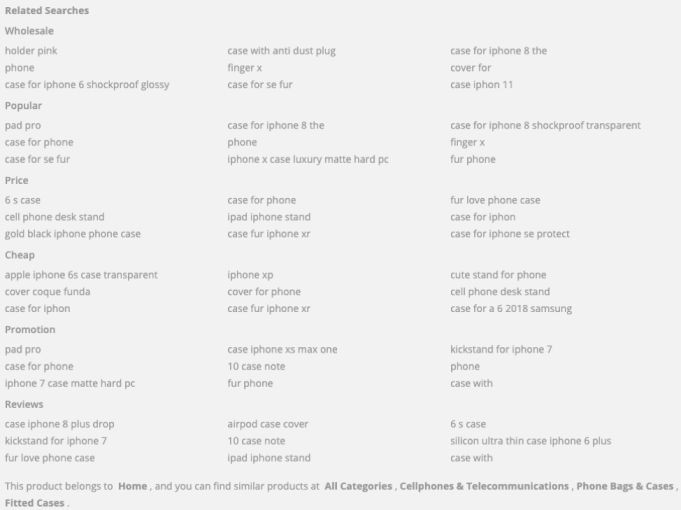 Related Searches
Wholesale
holder pink case with anti dust plug case for iphone 8 the
phone finger x cover for
case for iphone 6 shockproof glossy case for se fur case iphon 11
Popular
pad pro case for iphone 8 the case for iphone 8 shockproof transparent
case for phone phone finger x
case for se fur iphone x case luxury matte hard pc fur phone
Price
6 s case case for phone fur love phone case
cell phone desk stand ipad iphone stand case for iphon
gold black iphone phone case case fur iphone xr case for iphone se protect
Cheap
apple iphone 6s case transparent iphone xp cute stand for phone
cover coque funda cover for phone cell phone desk stand
case for iphon case fur iphone xr case for a 6 2018 samsung
Promotion
pad pro case iphone xs max one kickstand for iphone 7
case for phone 10 case note phone
iphone 7 case matte hard pc fur phone case with
Reviews
case iphone 8 plus drop airpod case cover 6 s case
kickstand for iphone 7 10 case note silicon ultra thin case iphone 6 plus
fur love phone case ipad iphone stand case with
This product belongs to Home , and you can find similar products at All Categories , Cellphones & Telecommunications , Phone Bags & Cases ,
Fitted Cases .